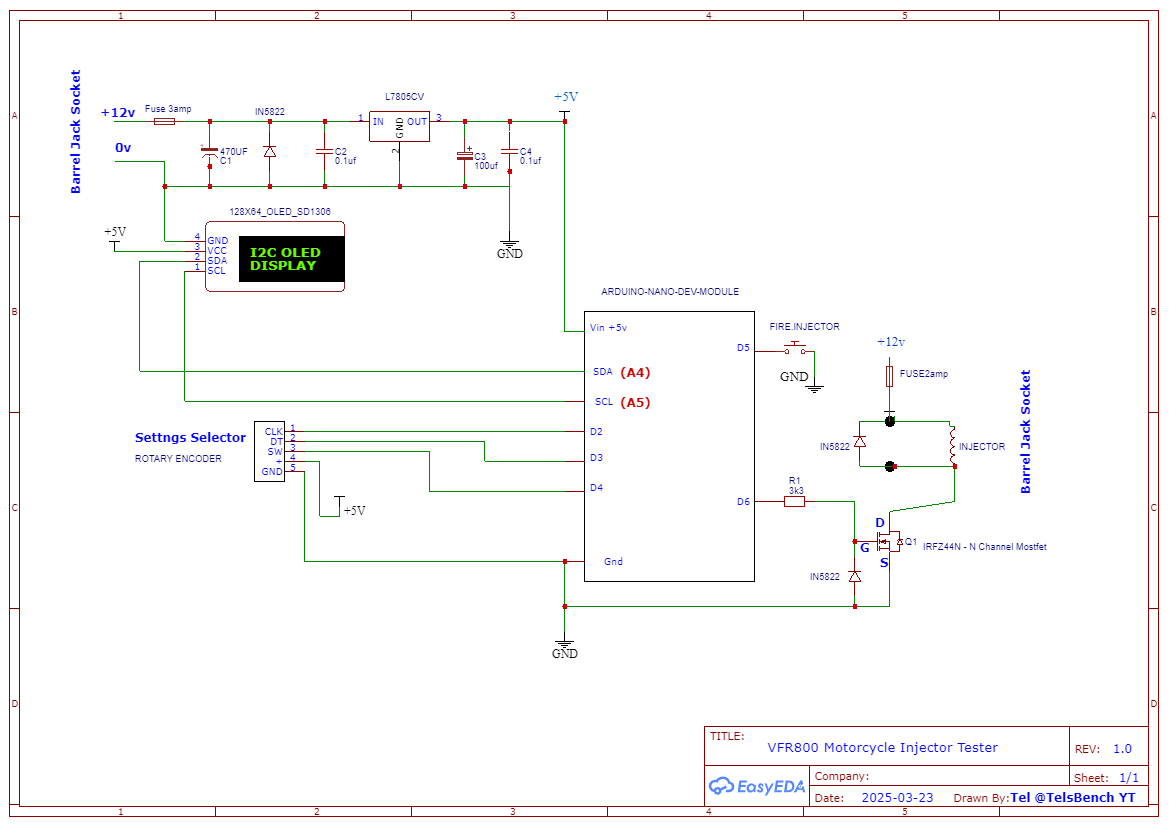 1 2 3 4 5
A
B
C
D
A
B
C
D
Barrel Jack Socket
+12v
Fuse 3amp
0v
470UF
C1
IN5822
C2
0.1uf
L7805CV
1 IN GND OUT 3
2
+
C3
100uf
C4
0.1uf
+5V
GND
128X64_OLED_SD1306
+5V
4 GND
3 VCC
2 SDA
1 SCL
I2C OLED
DISPLAY
ARDUINO-NANO-DEV-MODULE
Vin +5v
SDA (A4)
SCL (A5)
D2
D3
D4
Gnd
D5
D6
FIRE.INJECTOR
GND
Settngs Selector
ROTARY ENCODER
CLK 1
DT 2
SW 3
+ 4
GND 5
+5V
GND
+12v
FUSE2amp
IN5822
INJECTOR
Barrel Jack Socket
R1
3k3
D
G
S
Q1
IRFZ44N - N Channel Mostfet
IN5822
TITLE:
VFR800 Motorcycle Injector Tester
REV: 1.0
EasyEDA
Company:
Sheet: 1/1
Date: 2025-03-23 Drawn By:Tel @TelsBench YT
1 2 3 4 5